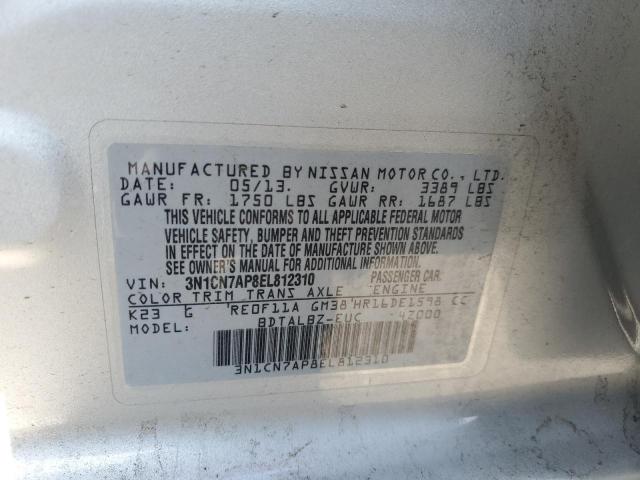 MANUFACTURED BY NISSAN MOTOR CO., LTD.
DATE: 05/13. GVWR: 3389 LBS
GAWR FR: 1750 LBS GAWR RR: 1687 LBS
THIS VEHICLE CONFORMS TO ALL APPLICABLE FEDERAL MOTOR
VEHICLE SAFETY, BUMPER AND THEFT PREVENTION STANDARDS
IN EFFECT ON THE DATE OF MANUFACTURE SHOWN ABOVE.
SEE OWNER'S MANUAL FOR ADDITIONAL INFORMATION.
VIN: 3N1CN7AP8EL812310 PASSENGER CAR.
COLOR TRIM TRANS AXLE ENGINE
K23 G RE0F11A GM38 HR16DE1598 CC
MODEL: BDTALBZ-EUC 4Z000
3N1CN7AP8EL812310